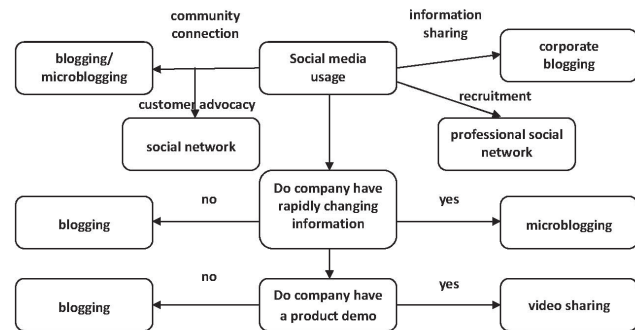 community
connection
information
sharing
blogging/
microblogging
Social media
usage
corporate
blogging
customer advocacy
recruitment
social network
professional social
network
no
Do company have
rapidly changing
information
yes
blogging
microblogging
no
Do company have
a product demo
yes
blogging
video sharing